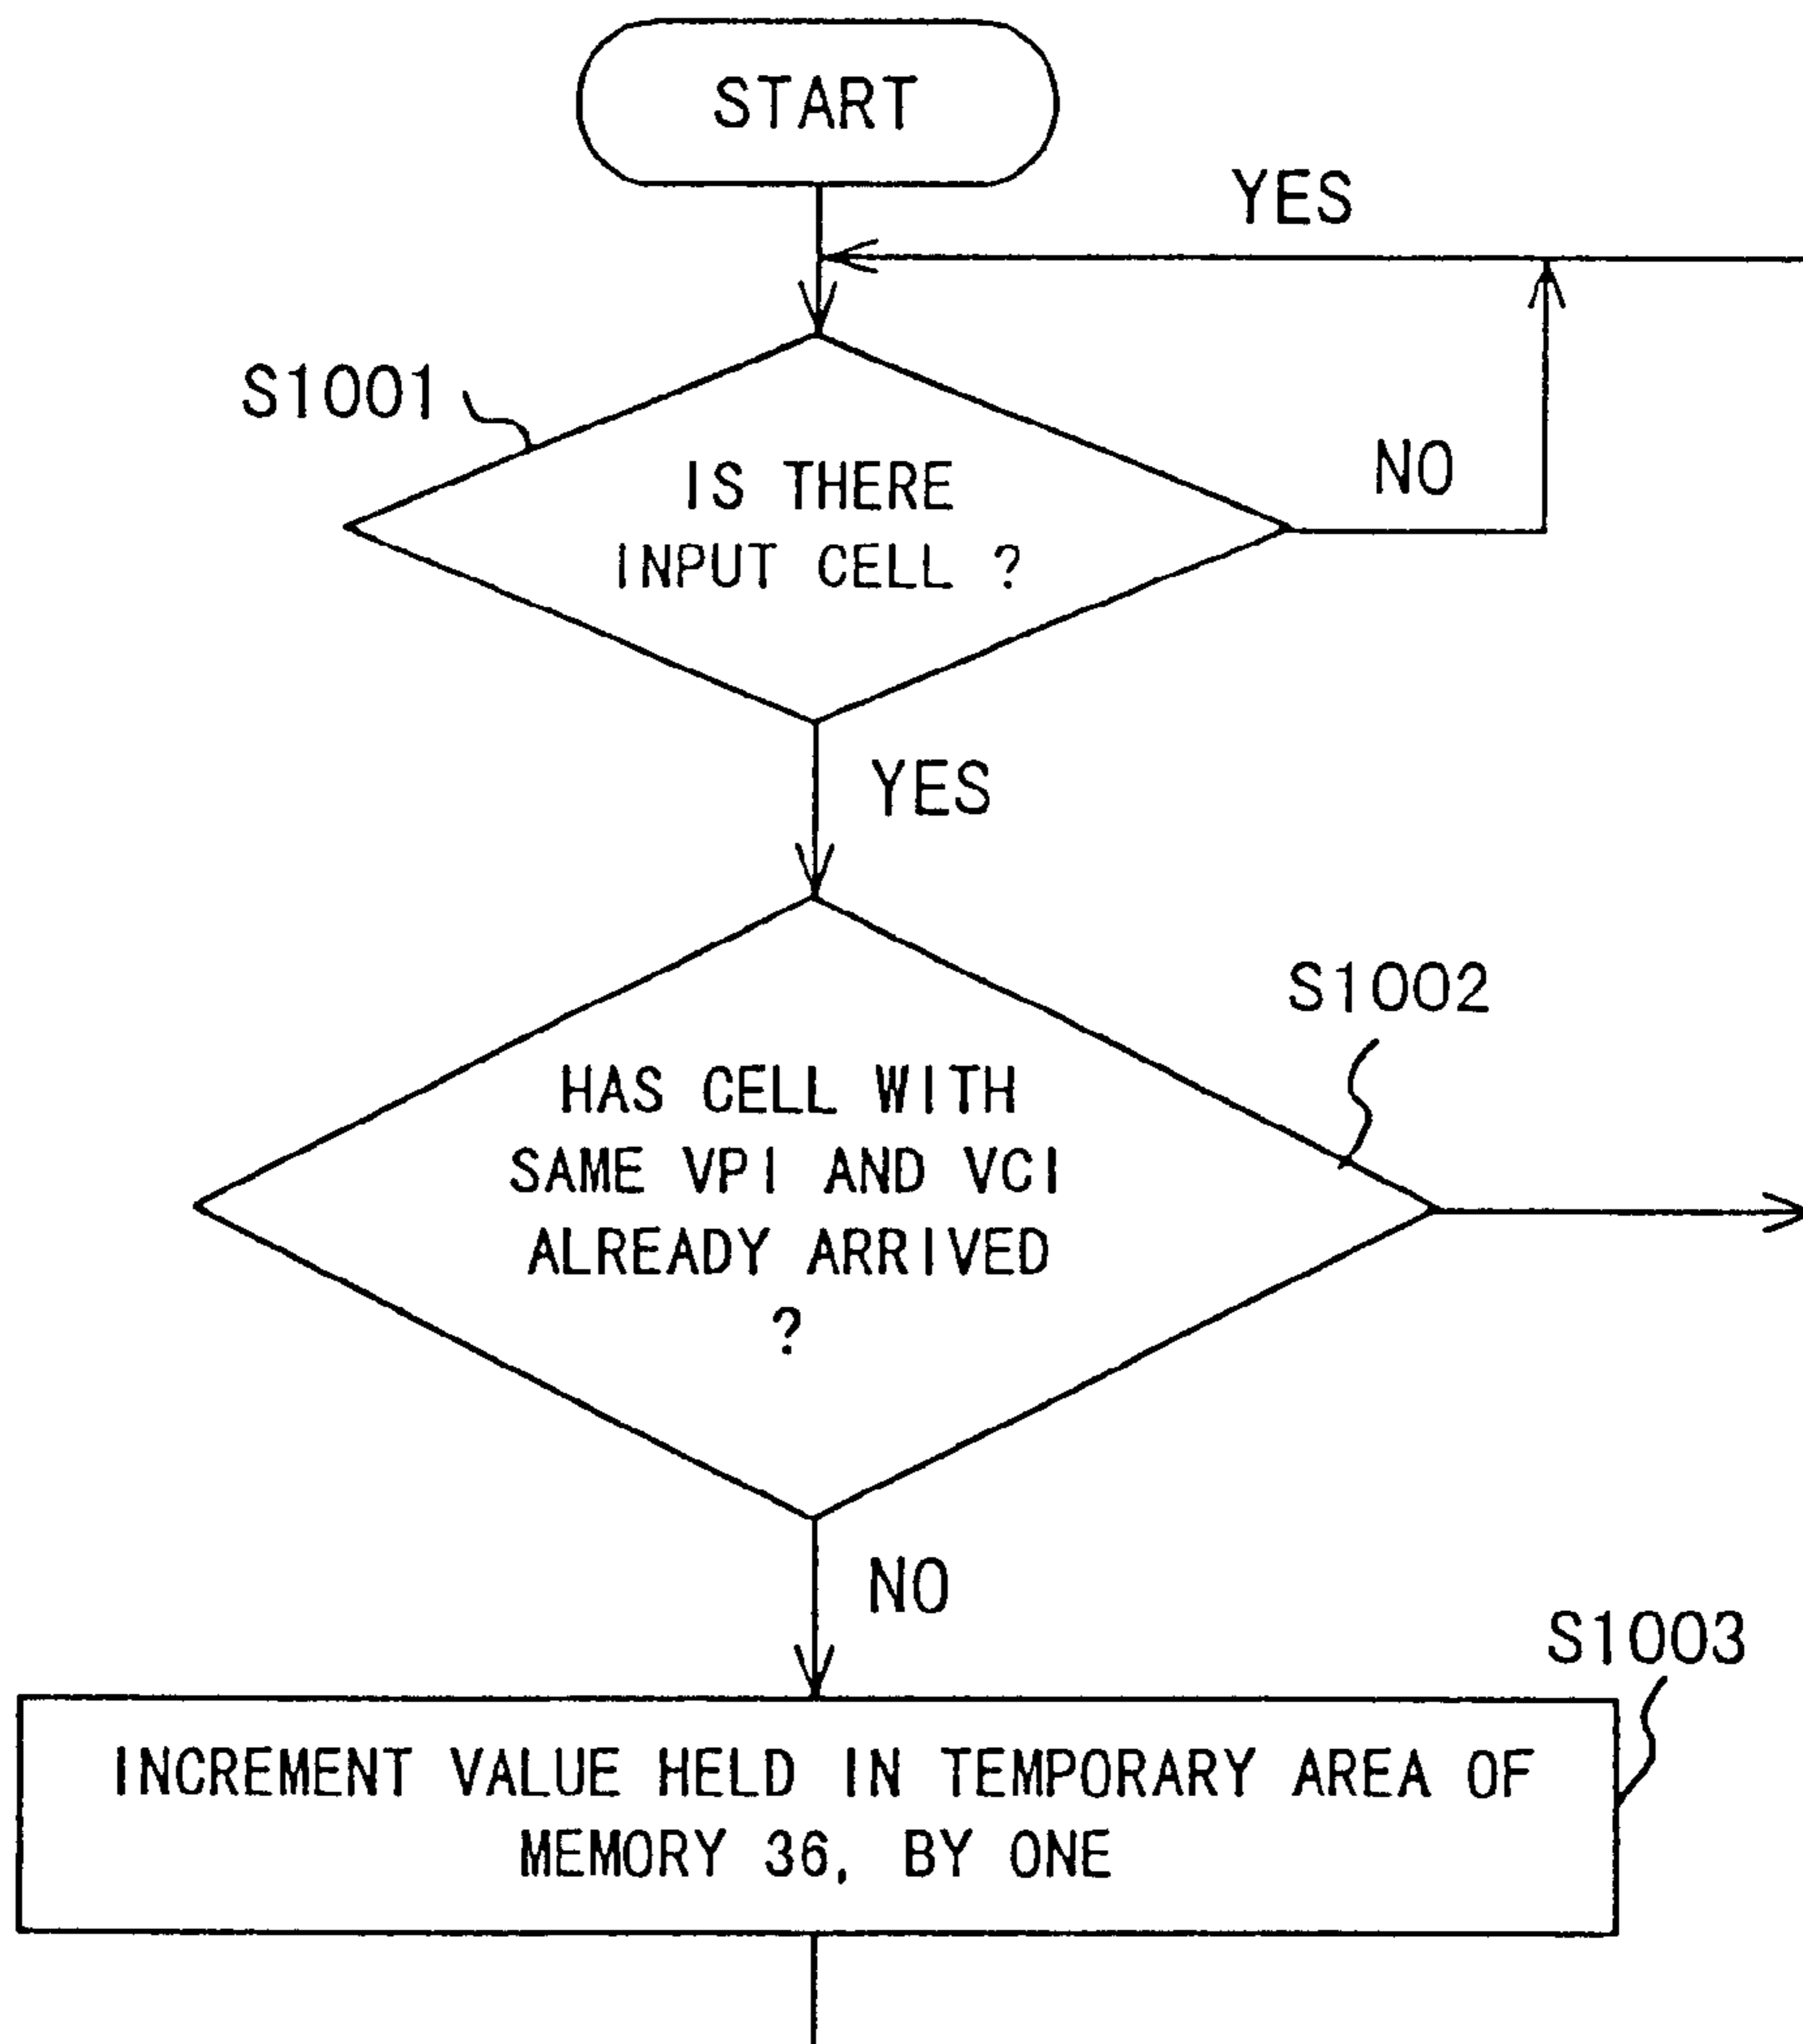 START
YES
S1001
IS THERE
INPUT CELL ?
NO
YES
S1002
HAS CELL WITH
SAME VPI AND VCI
ALREADY ARRIVED
?
NO
S1003
INCREMENT VALUE HELD IN TEMPORARY AREA OF
MEMORY 36, BY ONE